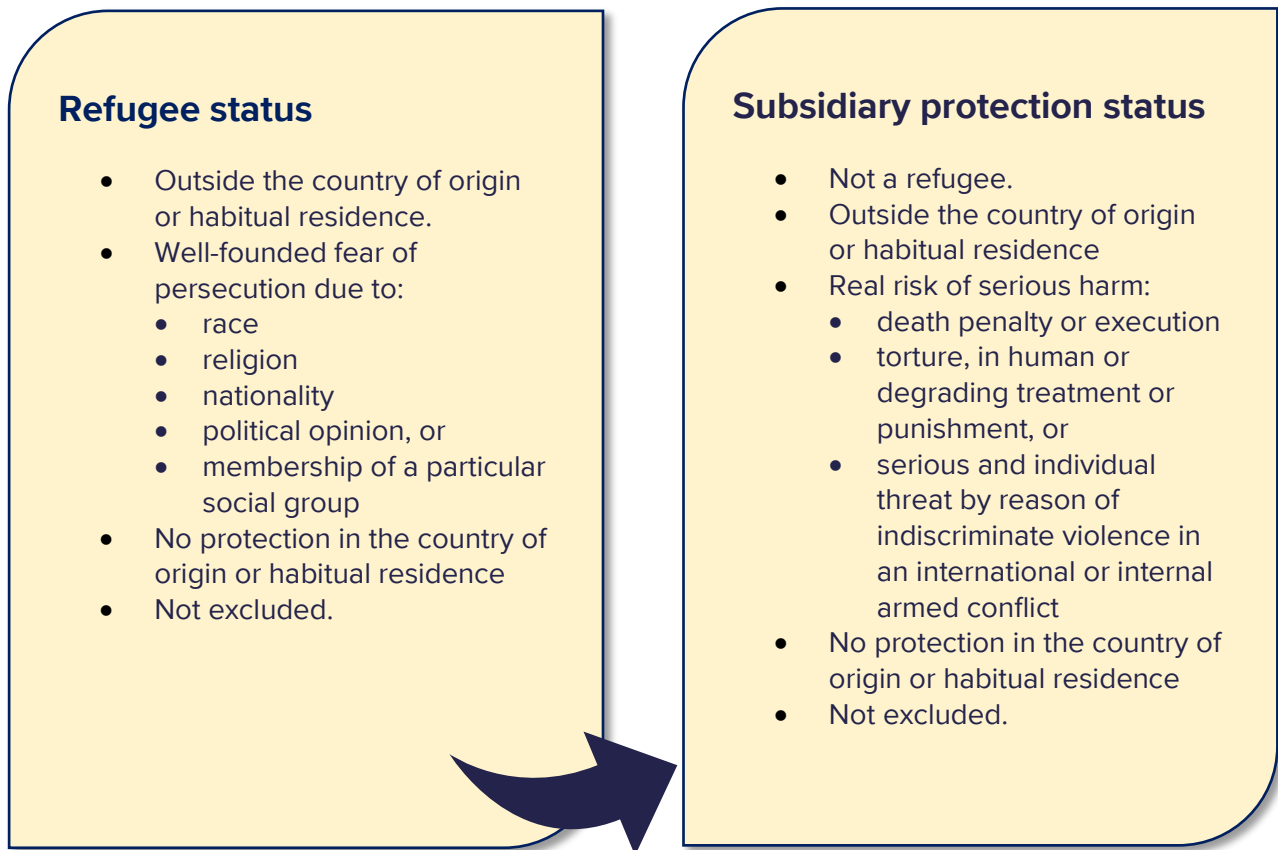 Refugee status
• Outside the country of origin
or habitual residence.
• Well-founded fear of
persecution due to:
• race
• religion
• nationality
• political opinion, or
• membership of a particular
social group
• No protection in the country of
origin or habitual residence
• Not excluded.
Subsidiary protection status
• Not a refugee.
• Outside the country of origin
or habitual residence
• Real risk of serious harm:
• death penalty or execution
• torture, in human or
degrading treatment or
punishment, or
• serious and individual
threat by reason of
indiscriminate violence in
an international or internal
armed conflict
• No protection in the country of
origin or habitual residence
• Not excluded.